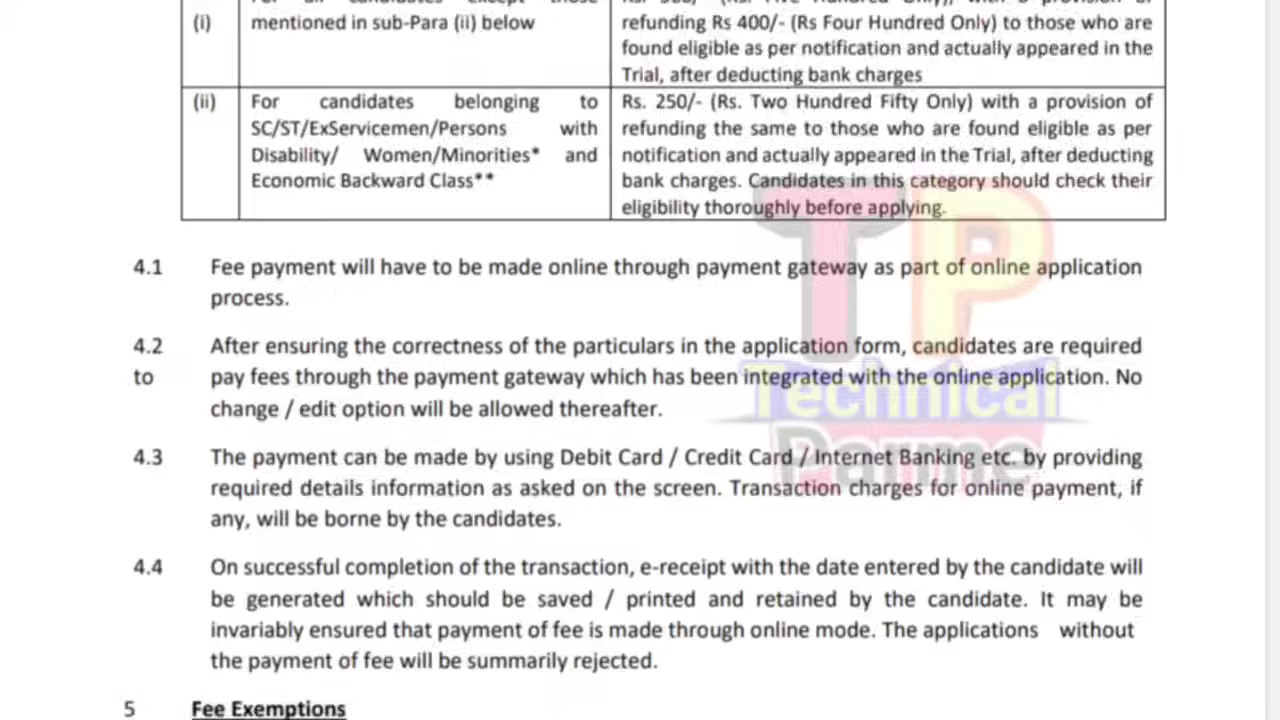 (i)
mentioned in sub-Para (ii) below
refunding Rs 400/- (Rs Four Hundred Only) to those who are
found eligible as per notification and actually appeared in the
Trial, after deducting bank charges
(ii) For candidates belonging to
SC/ST/ExServicemen/Persons with
Disability/ Women/Minorities* and
Economic Backward Class**
Rs. 250/- (Rs. Two Hundred Fifty Only) with a provision of
refunding the same to those who are found eligible as per
notification and actually appeared in the Trial, after deducting
bank charges. Candidates in this category should check their
eligibility thoroughly before applying.
4.1 Fee payment will have to be made online through payment gateway as part of online application
process.
4.2 After ensuring the correctness of the particulars in the application form, candidates are required
to pay fees through the payment gateway which has been integrated with the online application. No
change / edit option will be allowed thereafter.
4.3 The payment can be made by using Debit Card / Credit Card / Internet Banking etc. by providing
required details information as asked on the screen. Transaction charges for online payment, if
any, will be borne by the candidates.
4.4 On successful completion of the transaction, e-receipt with the date entered by the candidate will
be generated which should be saved / printed and retained by the candidate. It may be
invariably ensured that payment of fee is made through online mode. The applications without
the payment of fee will be summarily rejected.
5 Fee Exemptions
TP
Technical
Parme